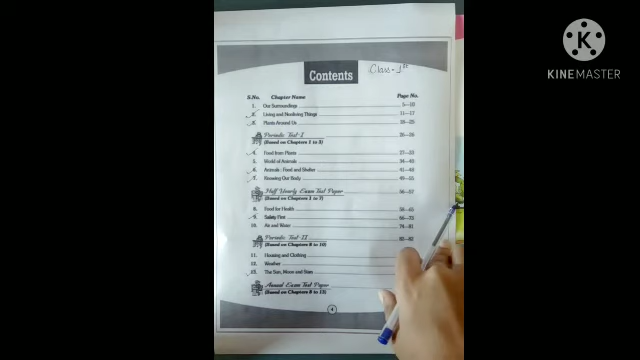 Contents
Class - 1st
S.No. Chapter Name Page No.
1. Our Surroundings 5—10
2. Living and Nonliving Things 11—17
3. Plants Around Us 18—25
Periodic Test-I 26—26
(Based on Chapters 1 to 3)
4. Food from Plants 27—33
5. World of Animals 34—40
6. Animals : Food and Shelter 41—48
7. Knowing Our Body 49—55
Half Yearly Exam Test Paper 56—57
(Based on Chapters 1 to 7)
8. Food for Health 58—65
9. Safety First 66—73
10. Air and Water 74—81
Periodic Test-II 82—82
(Based on Chapters 8 to 10)
11. Housing and Clothing
12. Weather
13. The Sun, Moon and Stars
Annual Exam Test Paper
(Based on Chapters 8 to 13)
4
K
KINEMASTER